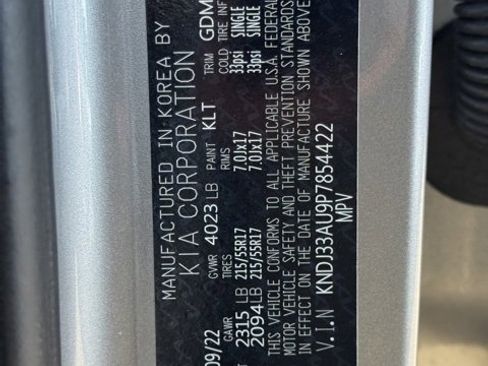 MANUFACTURED IN KOREA BY
KIA CORPORATION
09/22 GVWR 4023 LB PAINT KLT TRIM GDM
GAWR TIRES RIMS COLD TIRE INF
2315 LB 215/55R17 7.0Jx17 33psi SINGLE
2094LB 215/55R17 7.0Jx17 33psi SINGLE
THIS VEHICLE CONFORMS TO ALL APPLICABLE U.S.A. FEDERAL
MOTOR VEHICLE SAFETY AND THEFT PREVENTION STANDARDS
IN EFFECT ON THE DATE OF MANUFACTURE SHOWN ABOVE
V.I.N KNDJ33AU9P7854422
MPV